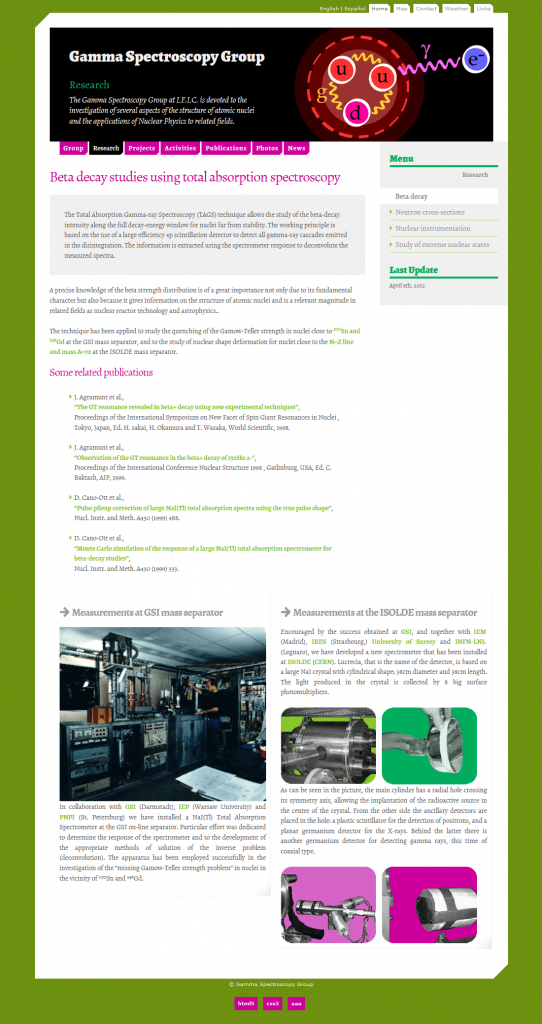 English | Español Home Map Contact Weather Links
Gamma Spectroscopy Group
Research
The Gamma Spectroscopy Group at I.F.I.C. is devoted to the
investigation of several aspects of the structure of atomic nuclei
and the applications of Nuclear Physics to related fields.
u u d g γ e-
Group Research Projects Activities Publications Photos News
Beta decay studies using total absorption spectroscopy
The Total Absorption Gamma-ray Spectroscopy (TAGS) technique allows the study of the beta-decay
intensity along the full decay-energy window for nuclei far from stability. The working principle is
based on the use of a large efficiency 4p scintillation detector to detect all gamma-ray cascades emitted
in the disintegration. The information is extracted using the spectrometer response to deconvolute the
measured spectra.
A precise knowledge of the beta strength distribution is of a great importance not only due to its fundamental
character but also because it gives information on the structure of atomic nuclei and is a relevant magnitude in
related fields as nuclear reactor technology and astrophysics..
The technique has been applied to study the quenching of the Gamow-Teller strength in nuclei close to ¹⁰⁰Sn and
¹⁴⁶Gd at the GSI mass separator, and to the study of nuclear shape deformation for nuclei close to the N=Z line
and mass A~70 at the ISOLDE mass separator.
Some related publications
J. Agramunt et al.,
"The GT resonance revealed in beta+ decay using new experimental techniques",
Proceedings of the International Symposium on New Facet of Spin Giant Resonances in Nuclei ,
Tokyo, Japan, Ed. H. sakai, H. Okamura and T. Wasaka, World Scientific, 1998.
J. Agramunt et al.,
"Observation of the GT resonance in the beta+ decay of 150Ho 2-",
Proceedings of the International Conference Nuclear Structure 1998 , Gatlinburg, USA, Ed. C.
Baktash, AIP, 1999.
D. Cano-Ott et al.,
"Pulse pileup correction of large NaI(Tl) total absorption spectra using the true pulse shape",
Nucl. Instr. and Meth. A430 (1999) 488.
D. Cano-Ott et al.,
"Monte Carlo simulation of the response of a large NaI(Tl) total absorption spectrometer for
beta-decay studies",
Nucl. Instr. and Meth. A430 (1999) 333.
Menu
Research
Beta decay
Neutron cross-sections
Nuclear instrumentation
Study of extreme nuclear states
Last Update
April 9th, 2012
Measurements at GSI mass separator
In collaboration with GSI (Darmstadt), IEP (Warsaw University) and
PNPI (St. Petersburg) we have installed a NaI(Tl) Total Absorption
Spectrometer at the GSI on-line separator. Particular effort was dedicated
to determine the response of the spectrometer and to the development of
the appropriate methods of solution of the inverse problem
(deconvolution). The apparatus has been employed successfully in the
investigation of the "missing Gamow-Teller strength problem" in nuclei in
the vicinity of ¹⁰⁰Sn and ¹⁴⁶Gd.
Measurements at the ISOLDE mass separator
Encouraged by the success obtained at GSI, and together with IEM
(Madrid), IRES (Strasbourg,) University of Surrey and INFN-LNL
(Legnaro), we have developed a new spectrometer that has been installed
at ISOLDE (CERN). Lucrecia, that is the name of the detector, is based on
a large NaI crystal with cylindrical shape: 38cm diameter and 38cm length.
The light produced in the crystal is collected by 8 big surface
photomultipliers.
As can be seen in the picture, the main cylinder has a radial hole crossing
its symmetry axis, allowing the implantation of the radioactive source in
the center of the crystal. From the other side the ancillary detectors are
placed in the hole: a plastic scintillator for the detection of positrons, and a
planar germanium detector for the X-rays. Behind the latter there is
another germanium detector for detecting gamma rays, this time of
coaxial type.
© Gamma Spectroscopy Group
html5 css3 aaa